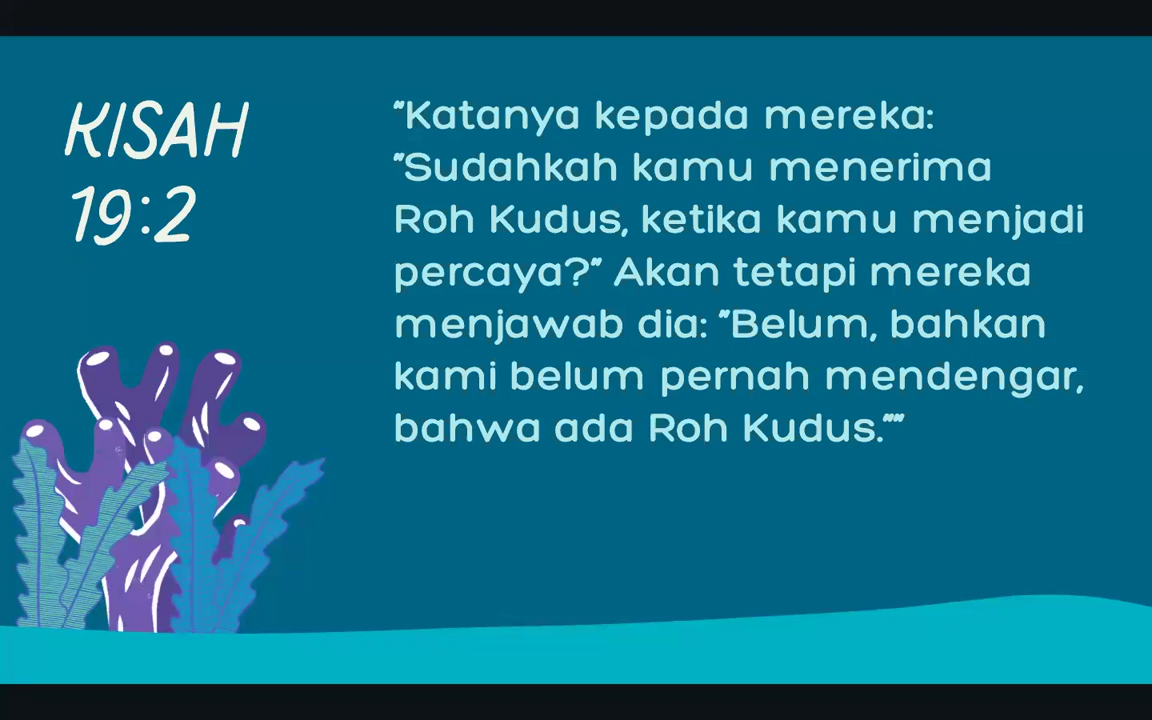 KISAH
19:2
"Katanya kepada mereka:
"Sudahkah kamu menerima
Roh Kudus, ketika kamu menjadi
percaya?" Akan tetapi mereka
menjawab dia: "Belum, bahkan
kami belum pernah mendengar,
bahwa ada Roh Kudus.""